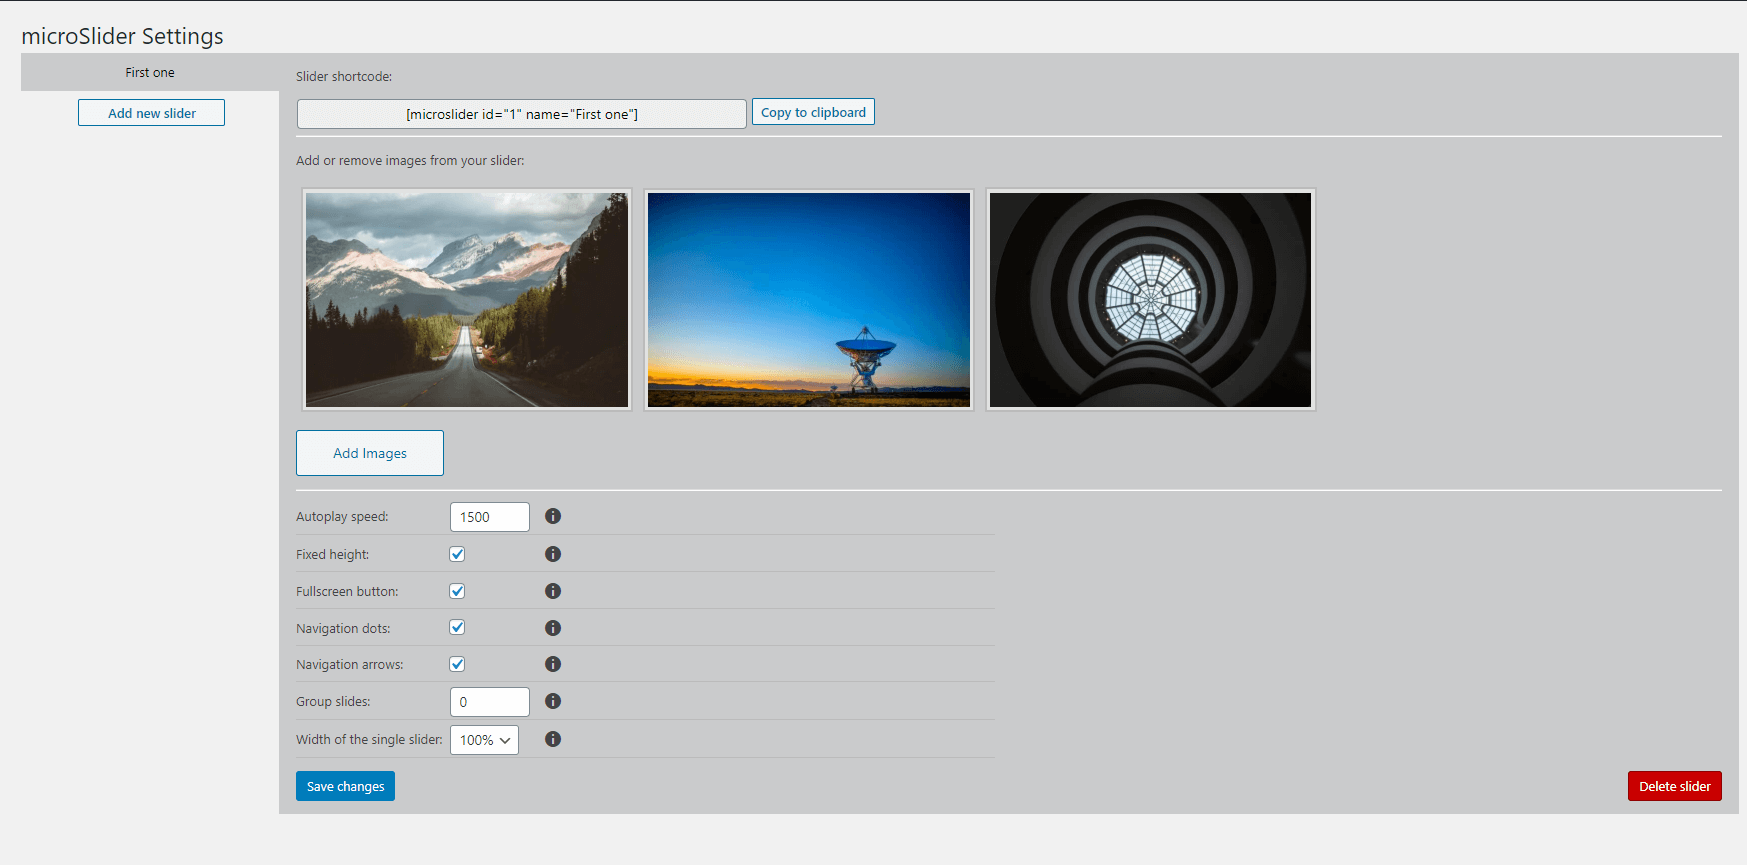 microSlider Settings
First one
Add new slider
Slider shortcode:
[microslider id="1" name="First one"]
Copy to clipboard
Add or remove images from your slider:
Add Images
Autoplay speed: 1500
Fixed height:
Fullscreen button:
Navigation dots:
Navigation arrows:
Group slides: 0
Width of the single slider: 100%
Save changes
Delete slider